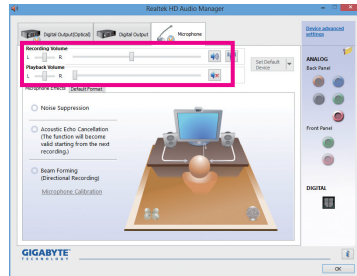 Realtek HD Audio Manager
Digital Output(Optical)
Digital Output
Microphone
Device advanced settings
Recording Volume
L
R
Set Default Device
Playback Volume
L
R
ANALOG
Back Panel
Microphone Effects
Default Format
Noise Suppression
Acoustic Echo Cancellation
(The function will become
valid starting from the next
recording.)
Beam Forming
(Directional Recording)
Microphone Calibration
Front Panel
DIGITAL
GIGABYTE
TECHNOLOGY
OK